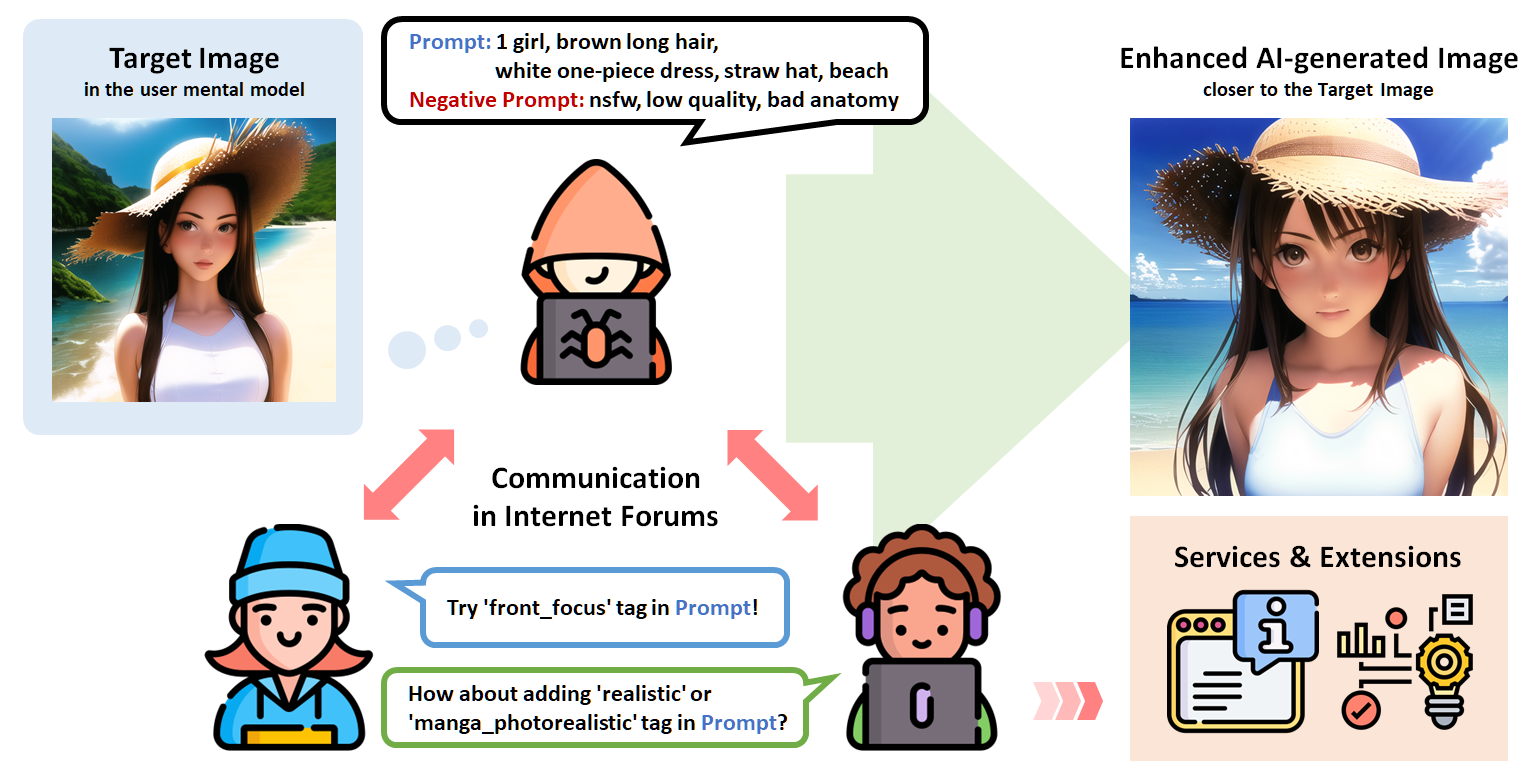 Target Image
in the user mental model
Prompt: 1 girl, brown long hair,
white one-piece dress, straw hat, beach
Negative Prompt: nsfw, low quality, bad anatomy
Enhanced AI-generated Image
closer to the Target Image
Communication
in Internet Forums
Try 'front_focus' tag in Prompt!
How about adding 'realistic' or
'manga_photorealistic' tag in Prompt?
Services & Extensions
i